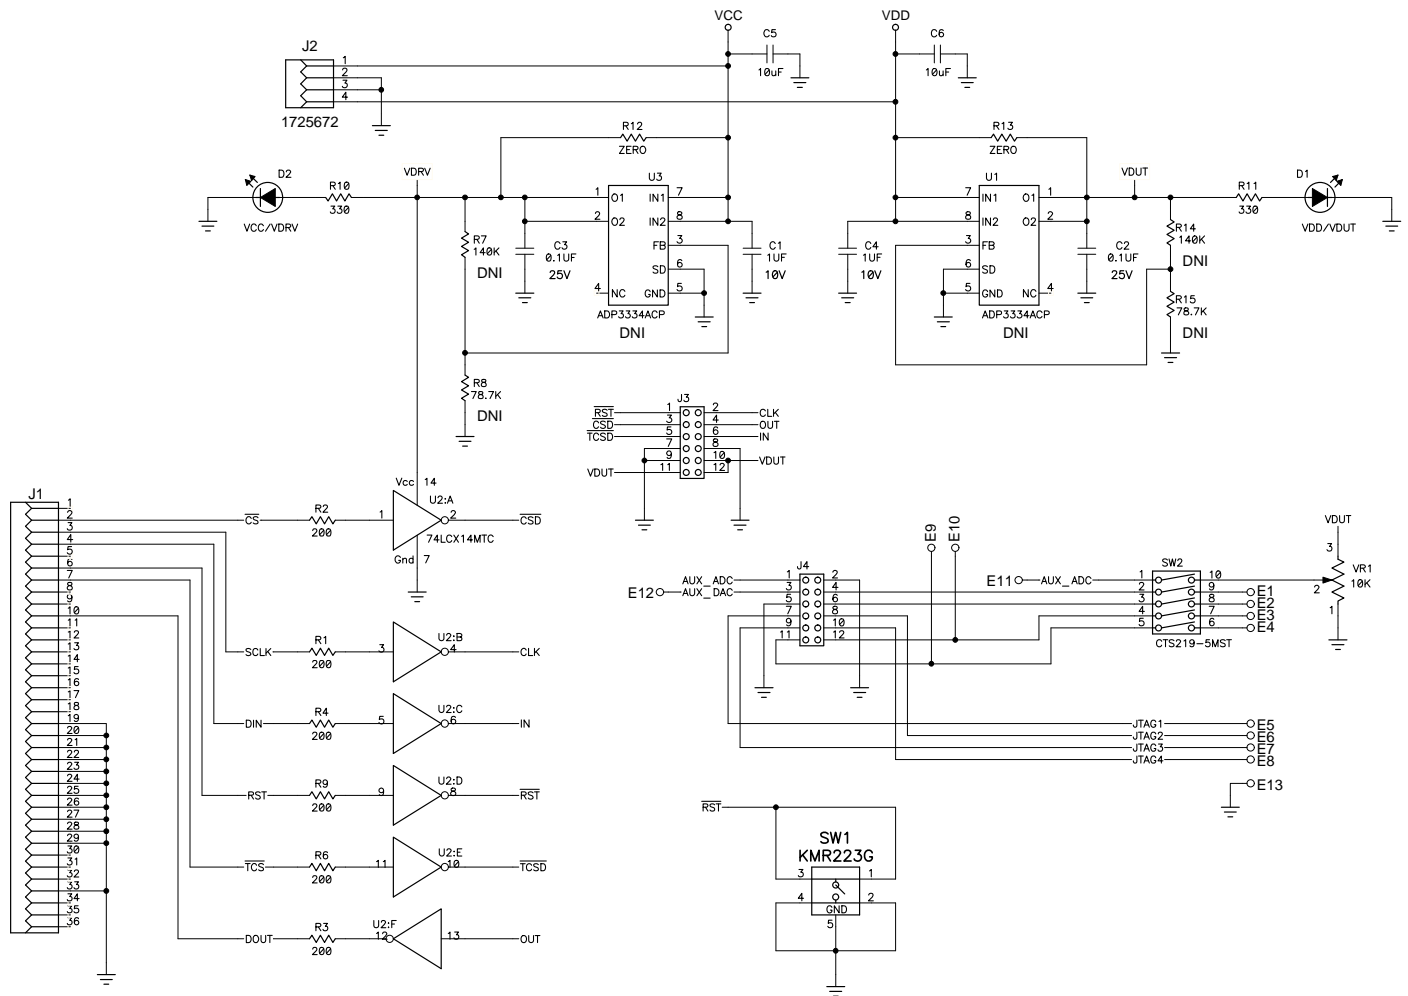 VCC
VDD
J2
1
2
3
4
1725672
C5
10uF
C6
10uF
R12
ZERO
R13
ZERO
D2
VCC/VDRV
R10
330
VDRV
1 O1
2 O2
4 NC
U3
IN1 7
IN2 8
FB 3
SD 6
GND 5
ADP3334ACP
DNI
R7
140K
DNI
C3
0.1UF
25V
C1
1UF
10V
C4
1UF
10V
U1
7 IN1
8 IN2
3 FB
6 SD
5 GND
O1 1
O2 2
NC 4
ADP3334ACP
DNI
C2
0.1UF
25V
VDUT
R14
140K
DNI
R15
78.7K
DNI
R11
330
D1
VDD/VDUT
R8
78.7K
DNI
J3
RST 1 2 CLK
CSD 3 4 OUT
TCSD 5 6 IN
7 8
9 10 VDUT
VDUT 11 12
J1
1
2
3
4
5
6
7
8
9
10
11
12
13
14
15
16
17
18
19
20
21
22
23
24
25
26
27
28
29
30
31
32
33
34
35
36
CS
R2
200
1
Vcc 14
U2:A
2
CSD
74LCX14MTC
Gnd 7
SCLK
R1
200
3
U2:B
4
CLK
DIN
R4
200
5
U2:C
6
IN
RST
R9
200
9
U2:D
8
RST
TCS
R6
200
11
U2:E
10
TCSD
DOUT
R3
200
U2:F
12
13
OUT
E9
E10
J4
AUX_ADC 1 2
E12 AUX_DAC 3 4
5 6
7 8
9 10
11 12
E11 AUX_ADC
SW2
1 10
2 9 E1
3 8 E2
4 7 E3
5 6 E4
CTS219-5MST
VDUT
3
VR1
10K
2
1
JTAG1 E5
JTAG2 E6
JTAG3 E7
JTAG4 E8
E13
RST
SW1
KMR223G
3 1
4 2
GND
5